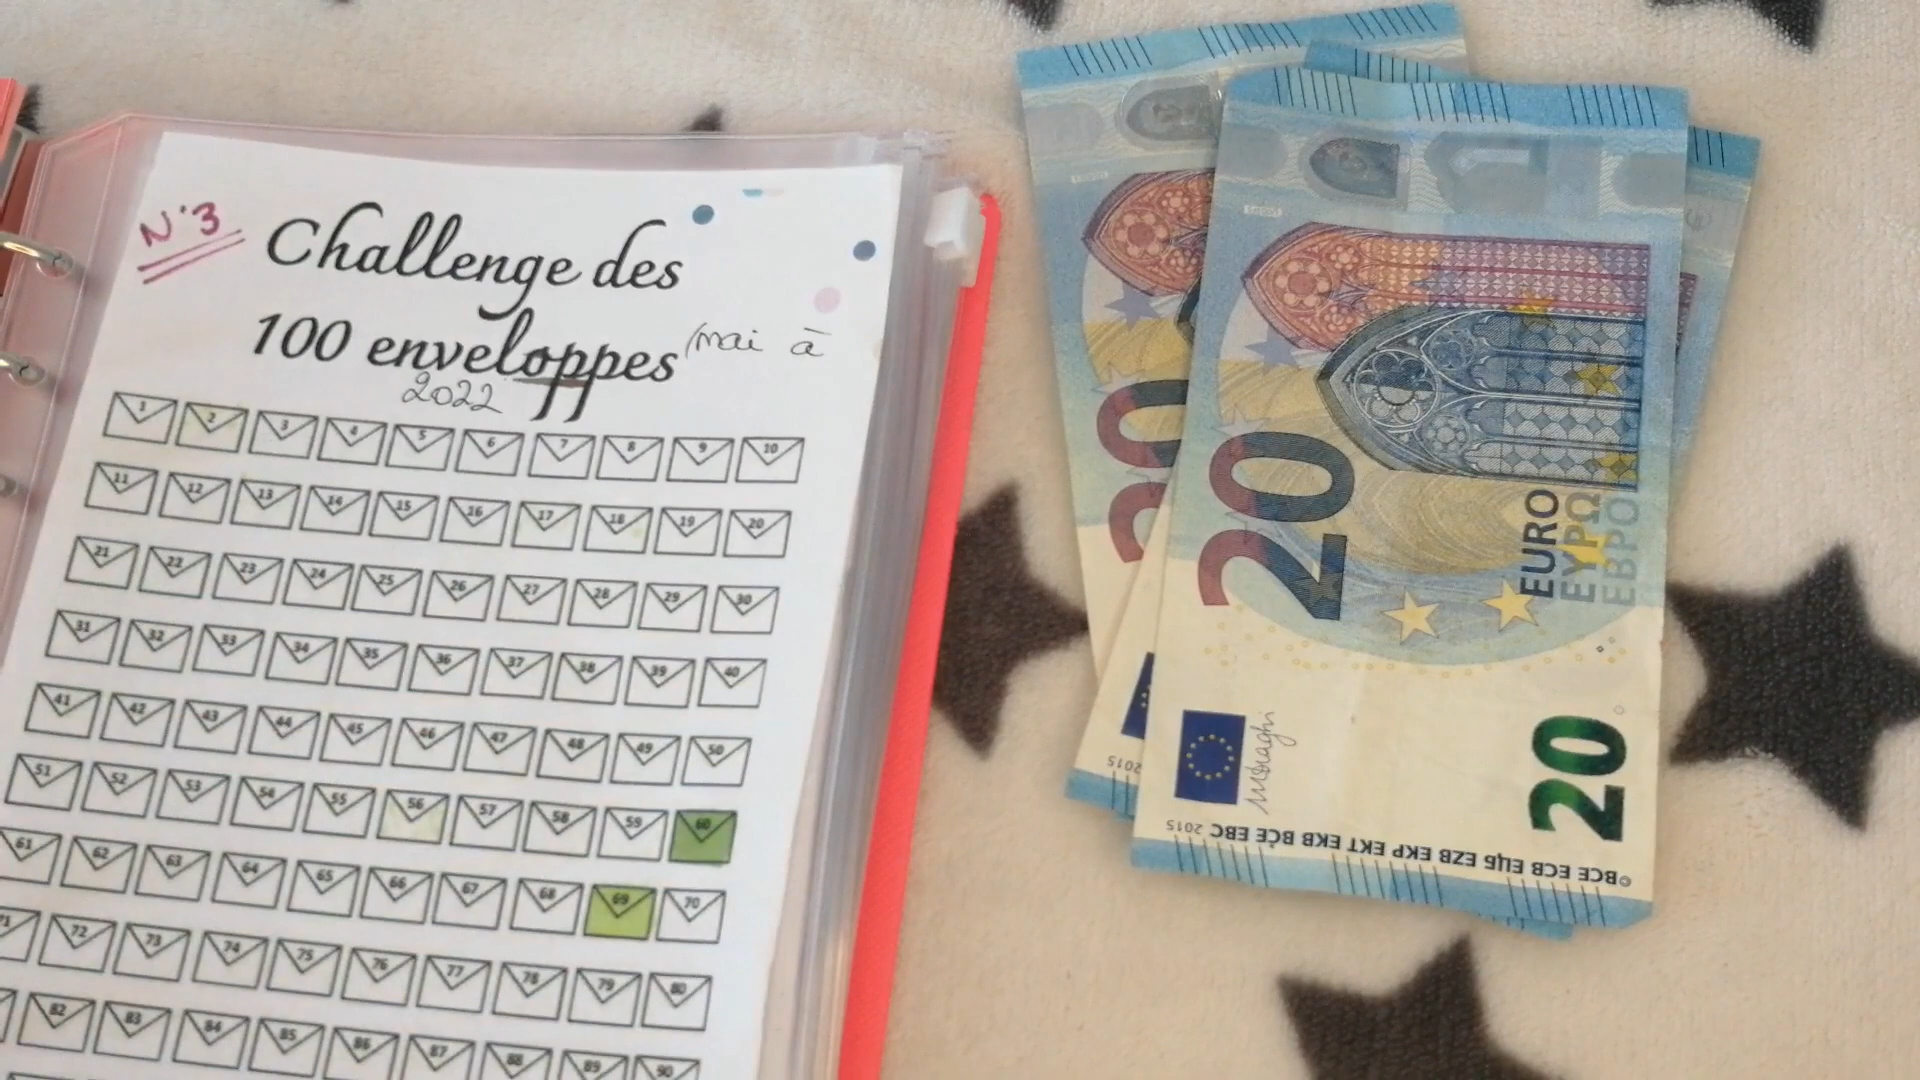 N°3
Challenge des
100 enveloppes (mai à
2022
1 2 3 4 5 6 7 8 9 10
11 12 13 14 15 16 17 18 19 20
21 22 23 24 25 26 27 28 29 30
31 32 33 34 35 36 37 38 39 40
41 42 43 44 45 46 47 48 49 50
51 52 53 54 55 56 57 58 59 60
61 62 63 64 65 66 67 68 69 70
71 72 73 74 75 76 77 78 79 80
82 83 84 85 86 87 88 89 90
20
20
EURO
ΕΥΡΩ
ЕВРО
20
2015
©BCE ECB ЕЦБ EZB EKP EKT EKB BĊE EBC 2015